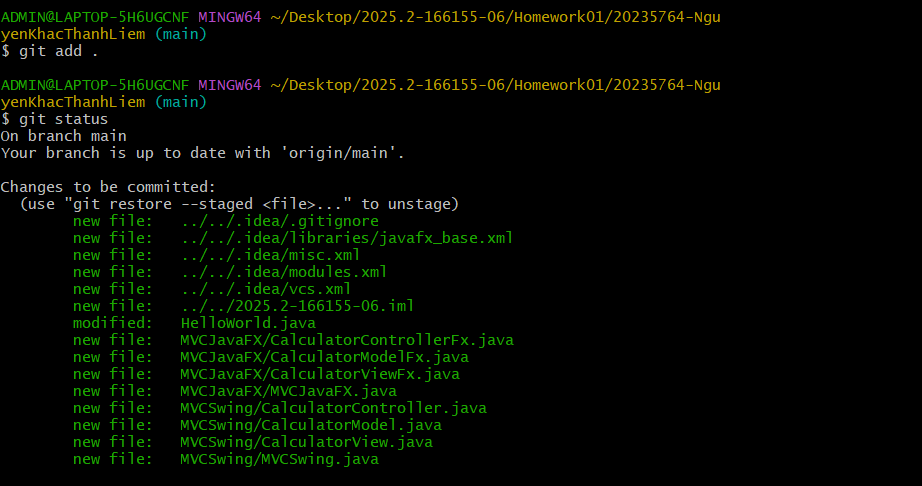 ADMIN@LAPTOP-5H6UGCNF MINGW64 ~/Desktop/2025.2-166155-06/Homework01/20235764-Ngu
yenKhacThanhLiem (main)
$ git add .
ADMIN@LAPTOP-5H6UGCNF MINGW64 ~/Desktop/2025.2-166155-06/Homework01/20235764-Ngu
yenKhacThanhLiem (main)
$ git status
On branch main
Your branch is up to date with 'origin/main'.
Changes to be committed:
  (use "git restore --staged <file>..." to unstage)
        new file:   ../../.idea/.gitignore
        new file:   ../../.idea/libraries/javafx_base.xml
        new file:   ../../.idea/misc.xml
        new file:   ../../.idea/modules.xml
        new file:   ../../.idea/vcs.xml
        new file:   ../../2025.2-166155-06.iml
        modified:   HelloWorld.java
        new file:   MVCJavaFX/CalculatorControllerFx.java
        new file:   MVCJavaFX/CalculatorModelFx.java
        new file:   MVCJavaFX/CalculatorViewFx.java
        new file:   MVCJavaFX/MVCJavaFX.java
        new file:   MVCSwing/CalculatorController.java
        new file:   MVCSwing/CalculatorModel.java
        new file:   MVCSwing/CalculatorView.java
        new file:   MVCSwing/MVCSwing.java